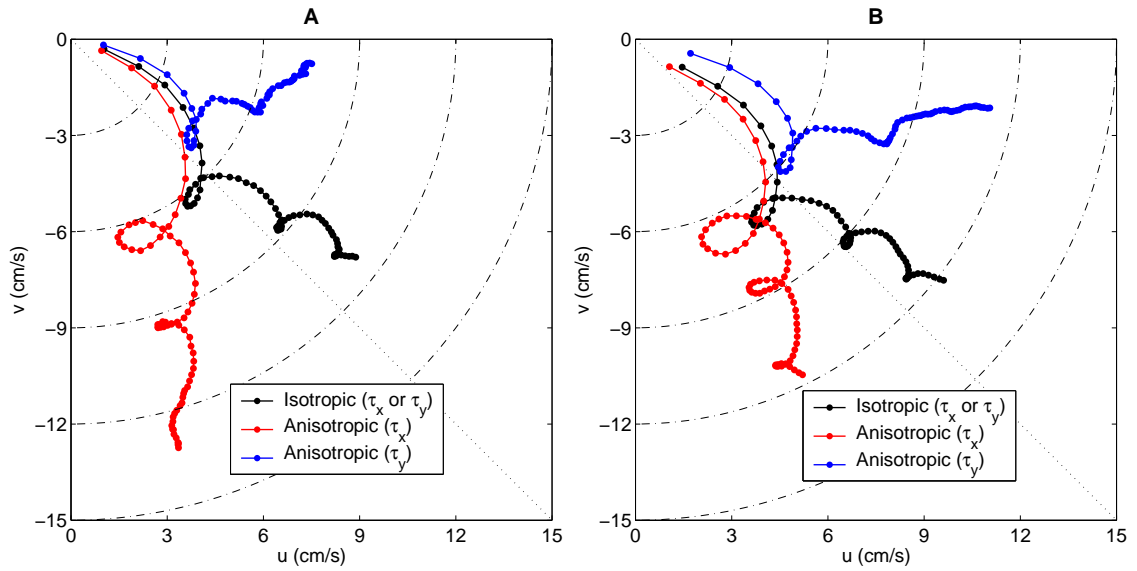 A
B
0
0
−3
−3
−6
−6
−9
−9
−12
−12
−15
−15
v (cm/s)
v (cm/s)
Isotropic (τx or τy)
Anisotropic (τx)
Anisotropic (τy)
Isotropic (τx or τy)
Anisotropic (τx)
Anisotropic (τy)
0 3 6 9 12 15
0 3 6 9 12 15
u (cm/s)
u (cm/s)